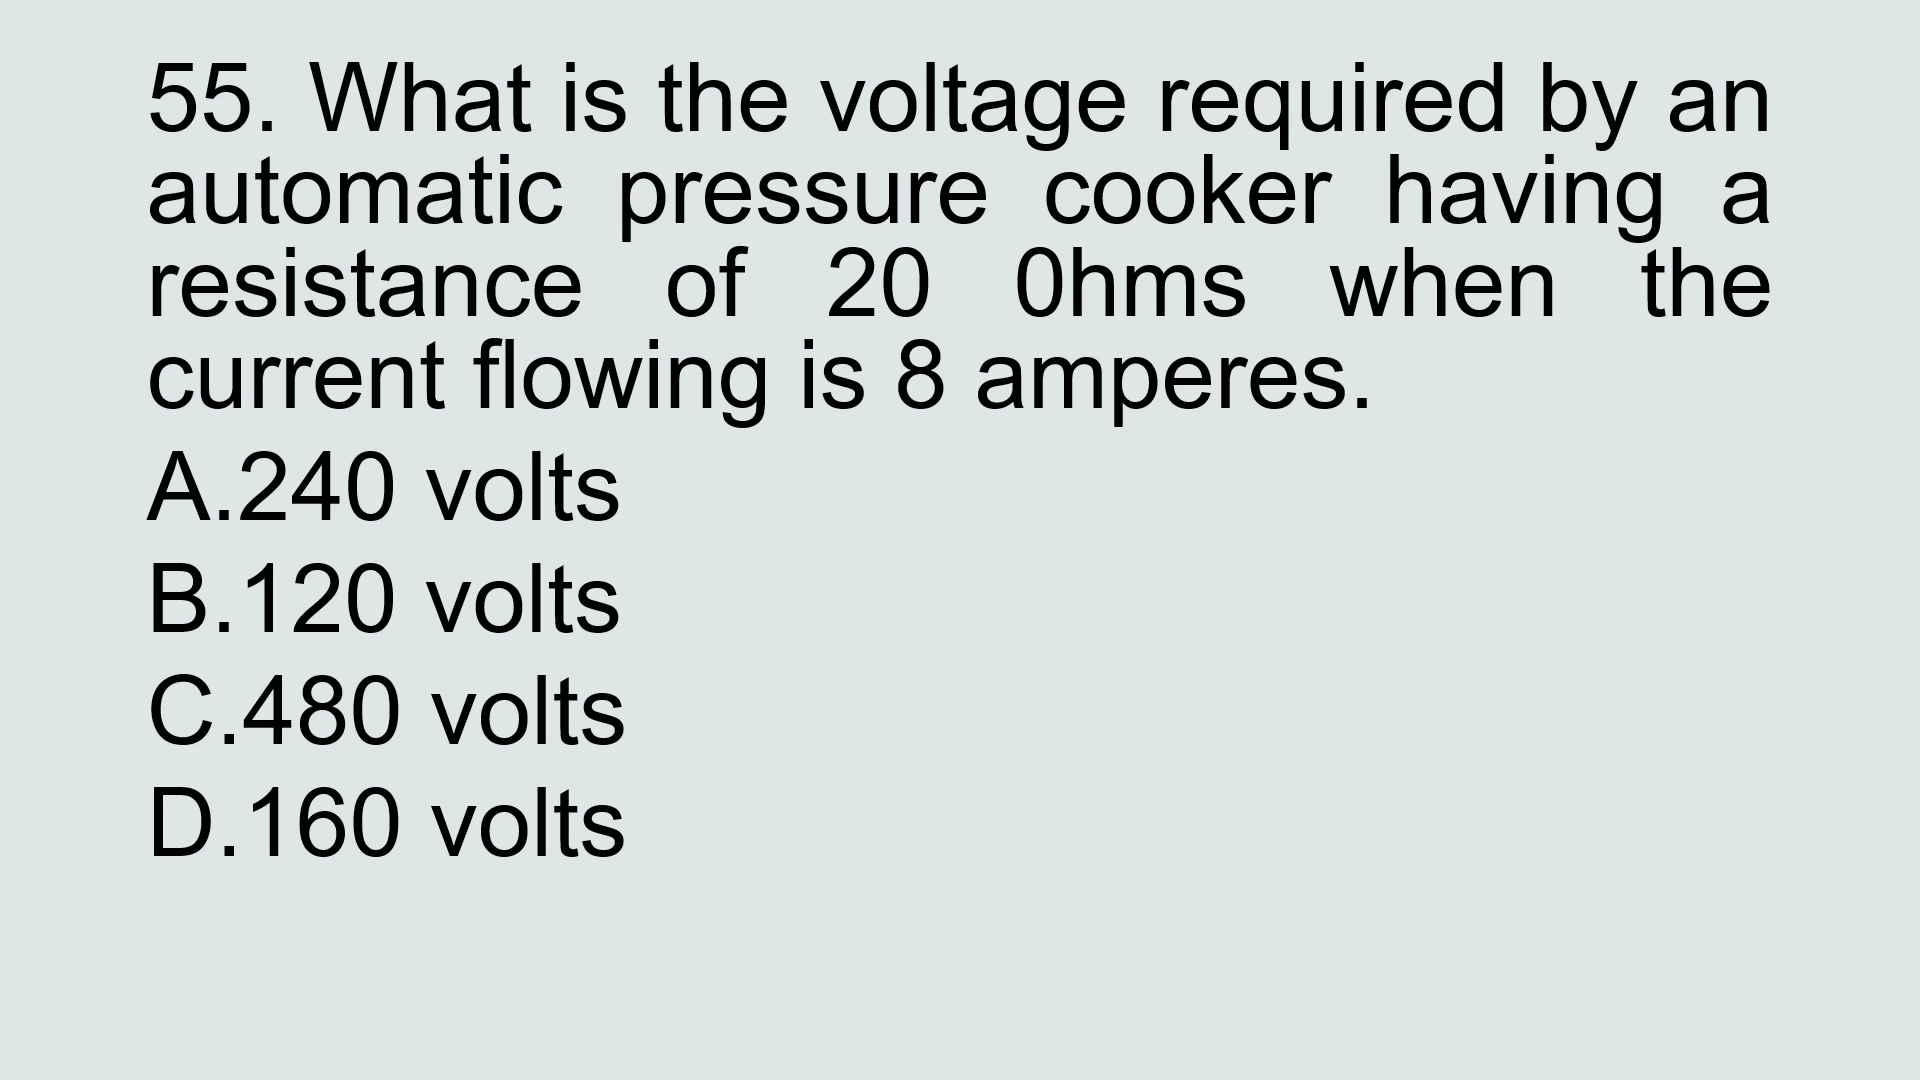 55. What is the voltage required by an
automatic pressure cooker having a
resistance of 20 0hms when the
current flowing is 8 amperes.
A.240 volts
B.120 volts
C.480 volts
D.160 volts